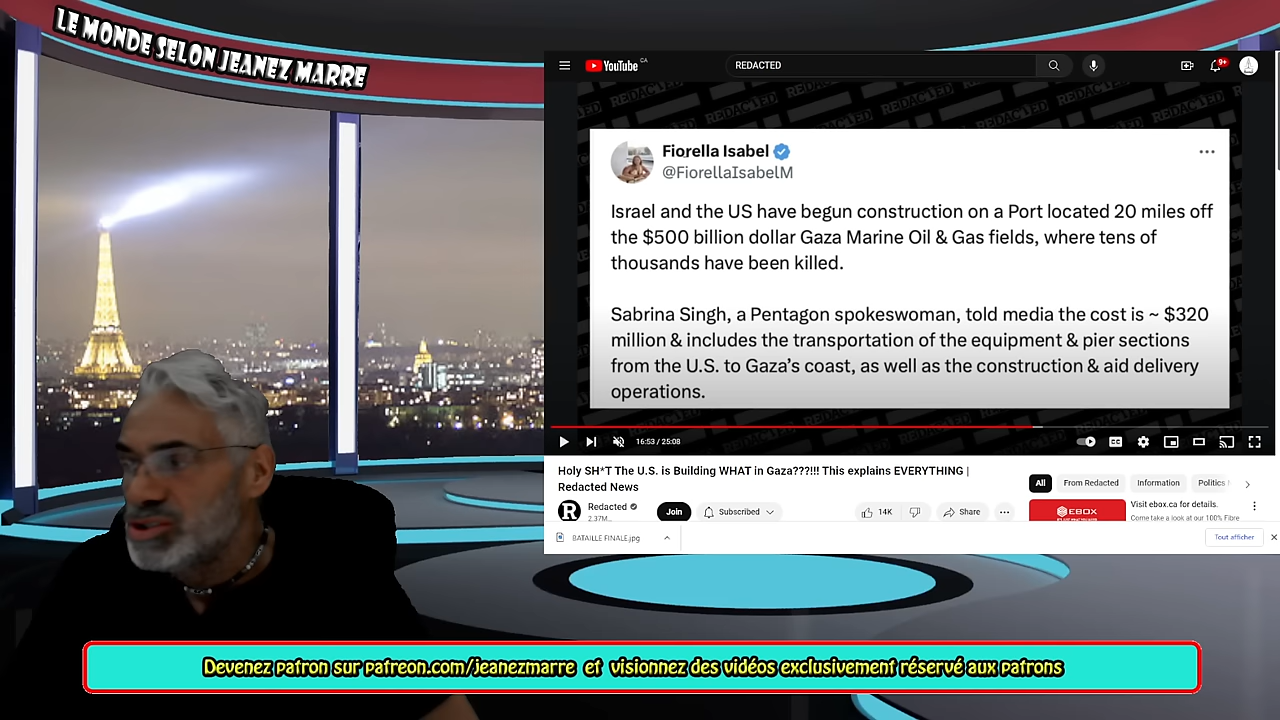 LE MONDE SELON JEANEZ MARRE
YouTube CA
REDACTED
9+
Fiorella Isabel
@FiorellaIsabelM
Israel and the US have begun construction on a Port located 20 miles off
the $500 billion dollar Gaza Marine Oil & Gas fields, where tens of
thousands have been killed.
Sabrina Singh, a Pentagon spokeswoman, told media the cost is ~ $320
million & includes the transportation of the equipment & pier sections
from the U.S. to Gaza's coast, as well as the construction & aid delivery
operations.
16:53 / 25:08
Holy SH*T The U.S. is Building WHAT in Gaza???!!! This explains EVERYTHING |
Redacted News
All
From Redacted
Information
Politics
R
Redacted
2.37M...
Join
Subscribed
14K
Share
EBOX
Visit ebox.ca for details.
Come take a look at our 100% Fibre
BATAILLE FINALE.jpg
Tout afficher
Devenez patron sur patreon.com/jeanezmarre et visionnez des vidéos exclusivement réservé aux patrons